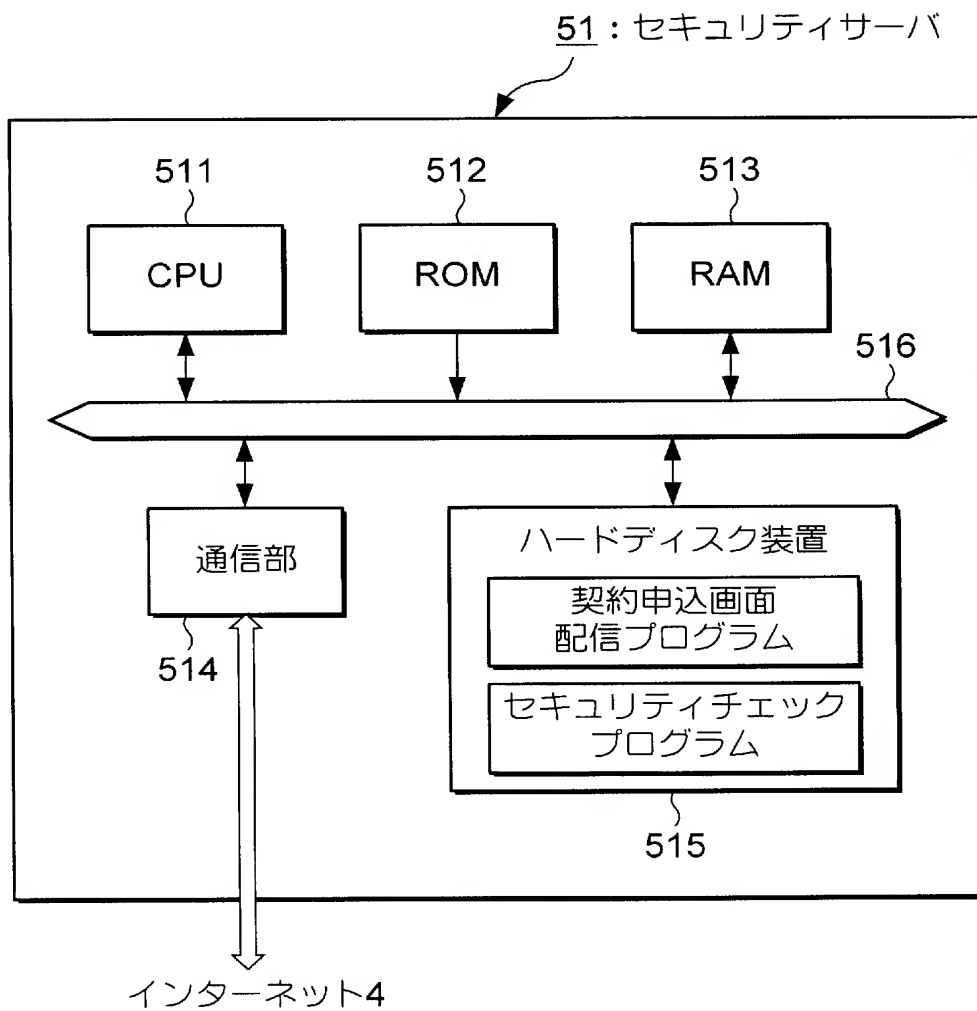 51：セキュリティサーバ
511
512
513
CPU
ROM
RAM
516
通信部
514
ハードディスク装置
契約申込画面
配信プログラム
セキュリティチェック
プログラム
515
インターネット4